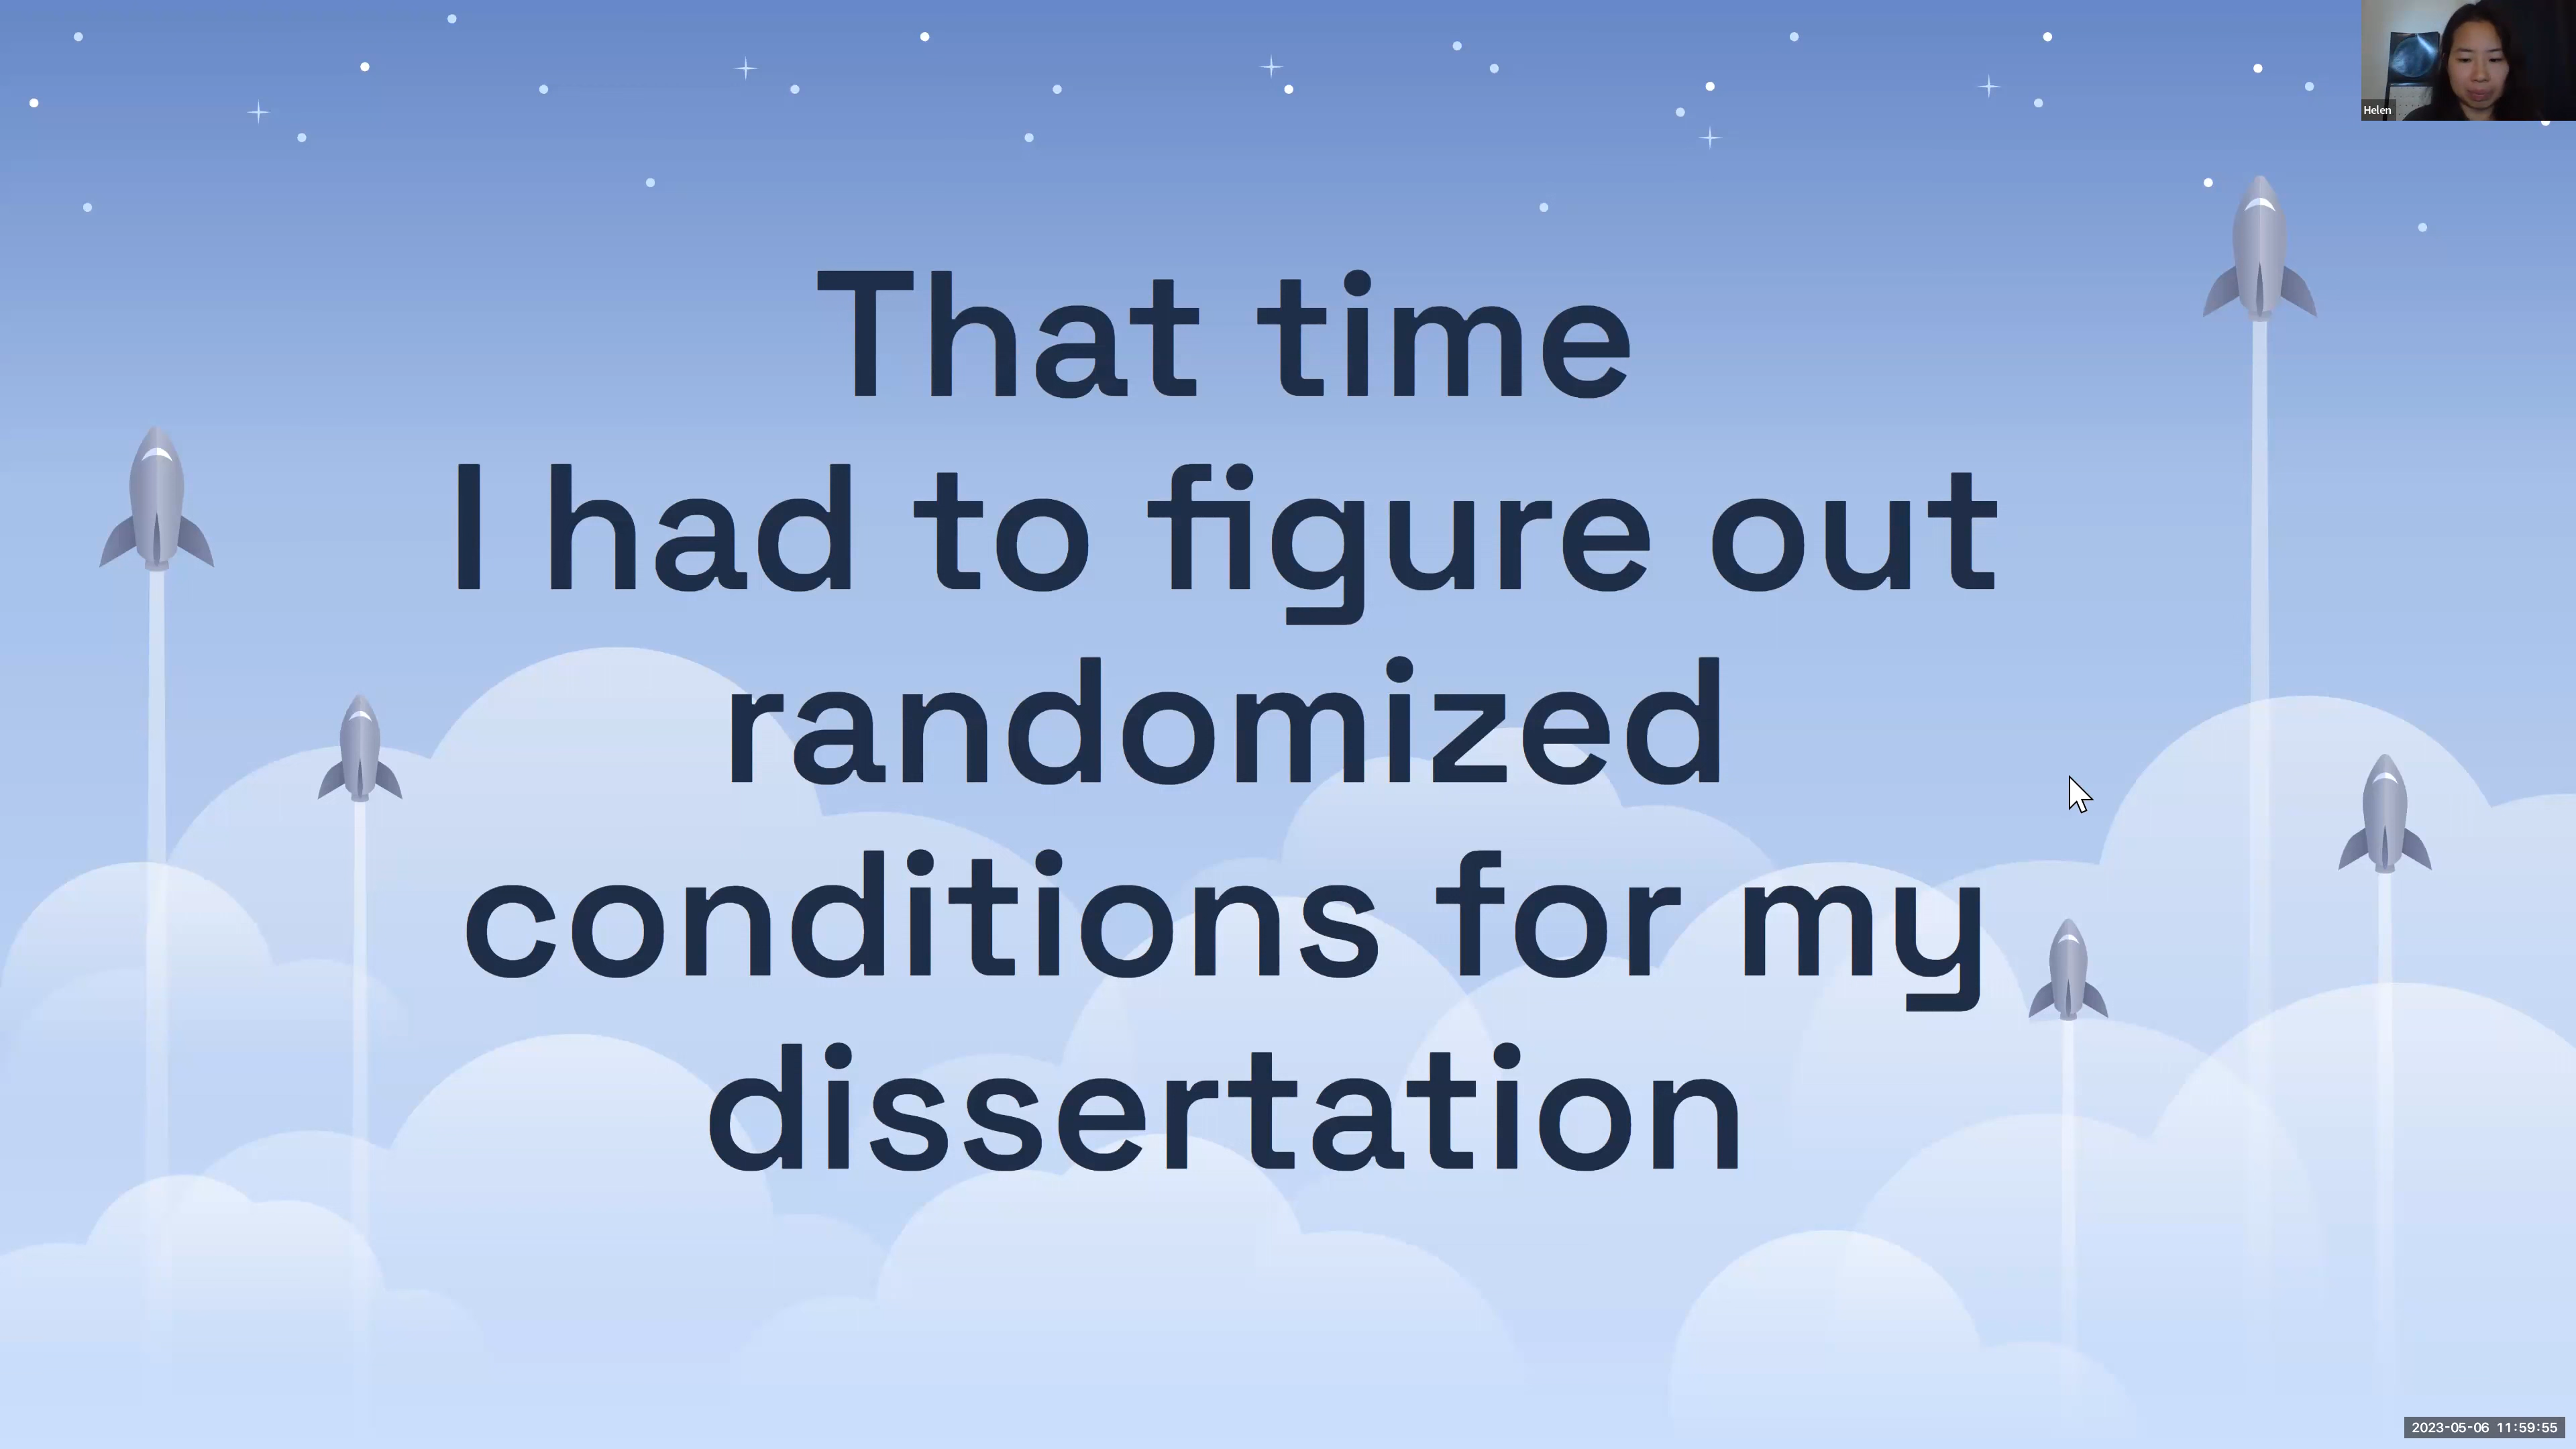 Helen
That time
I had to figure out
randomized
conditions for my
dissertation
2023-05-06 11:59:55